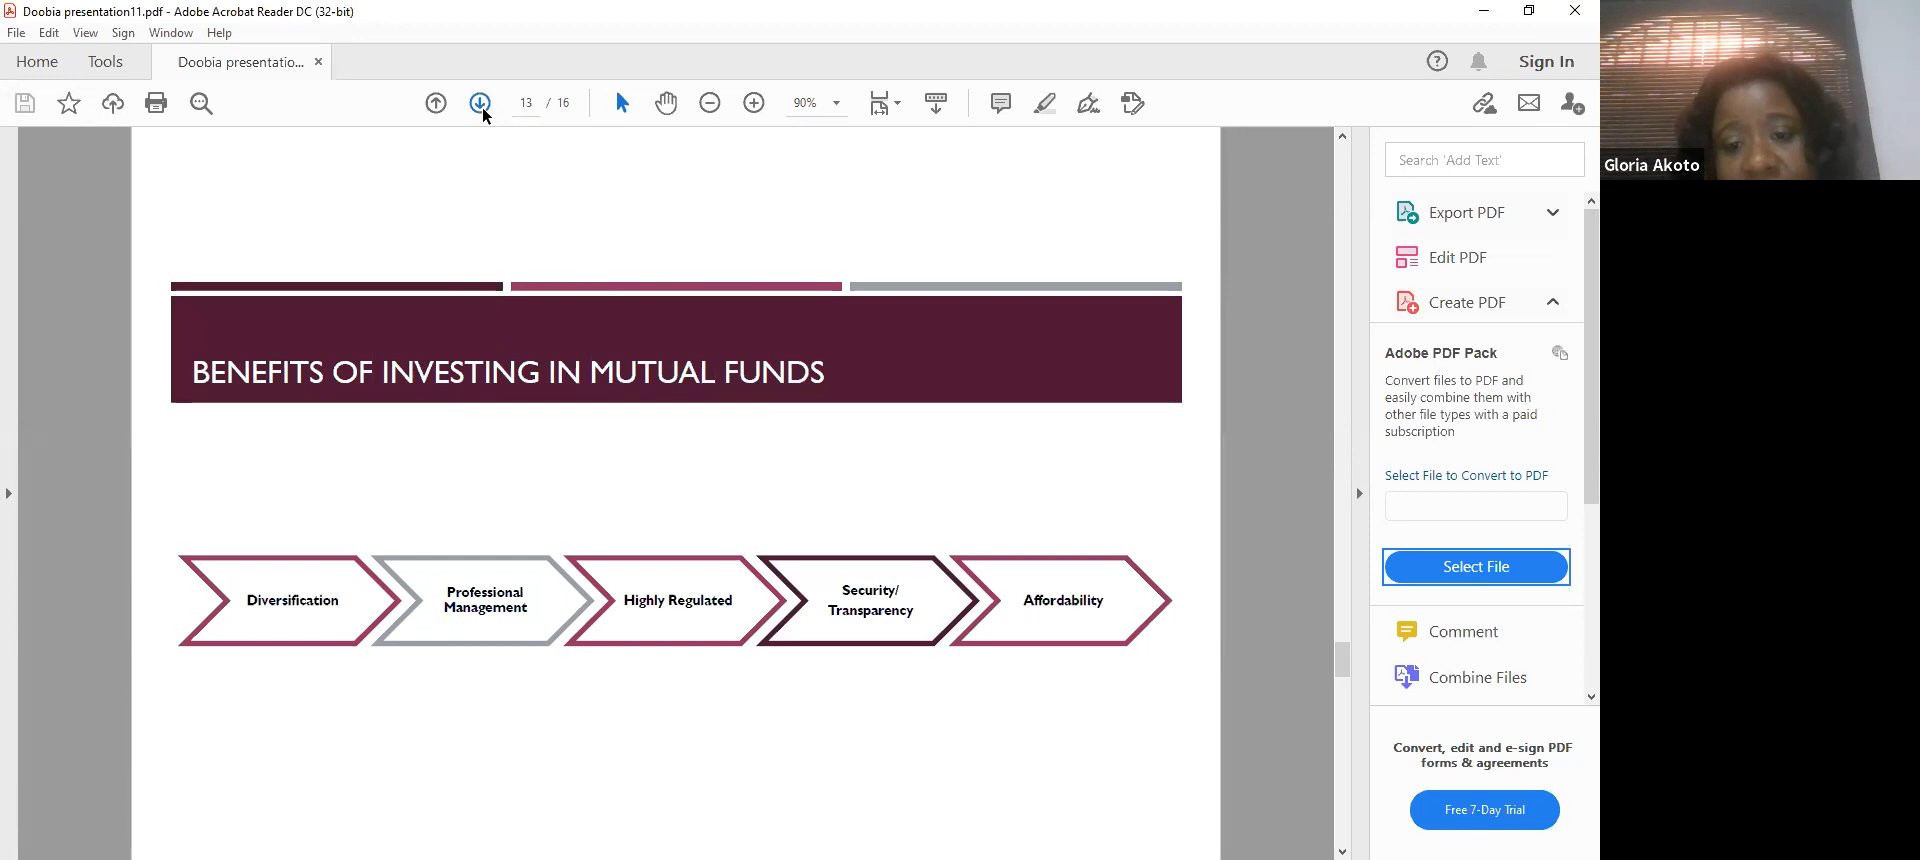 Doobia presentation11.pdf - Adobe Acrobat Reader DC (32-bit)
File Edit View Sign Window Help
Home Tools Doobia presentatio... × Sign In
13 / 16 90%
Search 'Add Text'
Gloria Akoto
Export PDF
Edit PDF
Create PDF
Adobe PDF Pack
Convert files to PDF and
easily combine them with
other file types with a paid
subscription
Select File to Convert to PDF
Select File
Comment
Combine Files
Convert, edit and e-sign PDF
forms & agreements
Free 7-Day Trial
BENEFITS OF INVESTING IN MUTUAL FUNDS
Diversification
Professional
Management
Highly Regulated
Security/
Transparency
Affordability